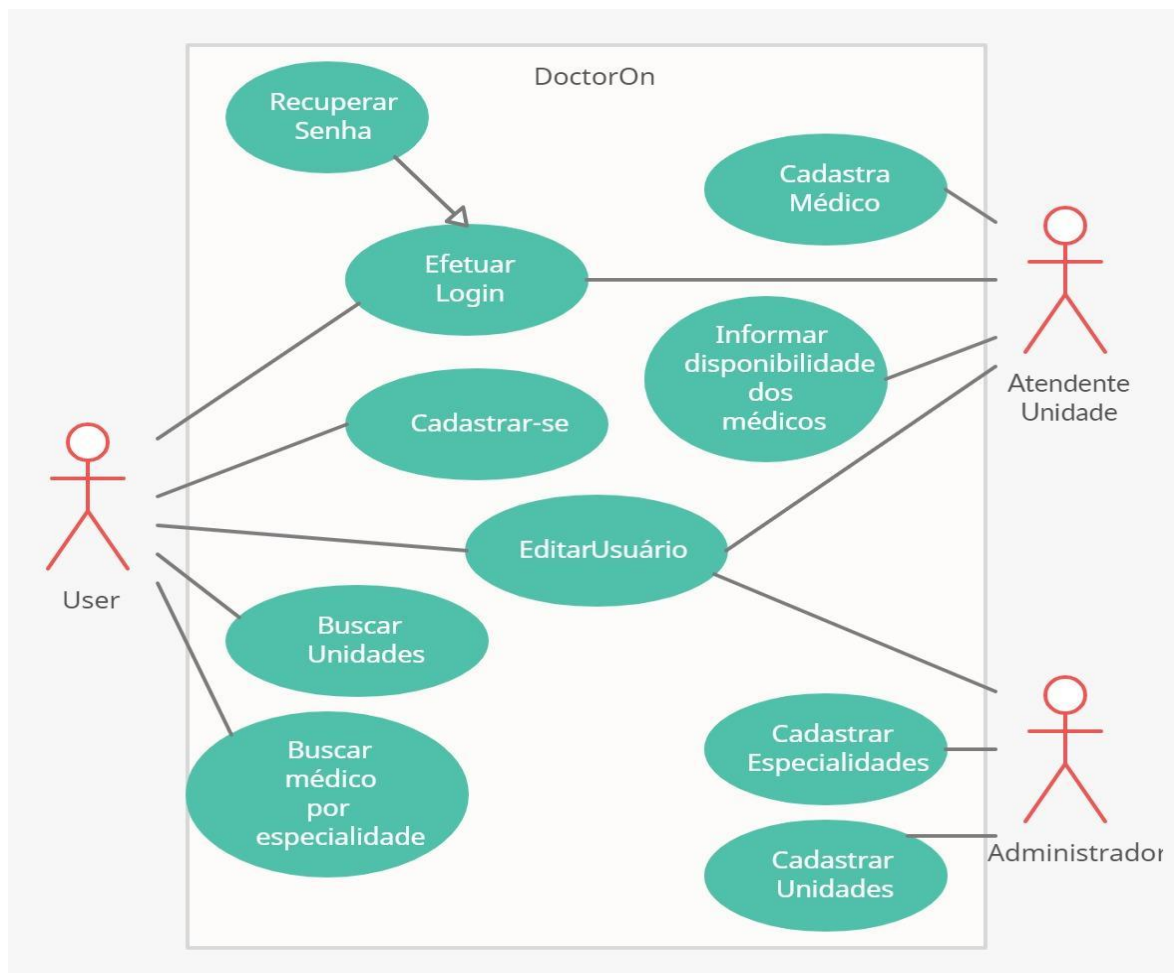 DoctorOn
Recuperar
Senha
Cadastra
Médico
Efetuar
Login
Informar
disponibilidade
dos
médicos
Atendente
Unidade
Cadastrar-se
EditarUsuário
User
Buscar
Unidades
Buscar
médico
por
especialidade
Cadastrar
Especialidades
Cadastrar
Unidades
Administrador